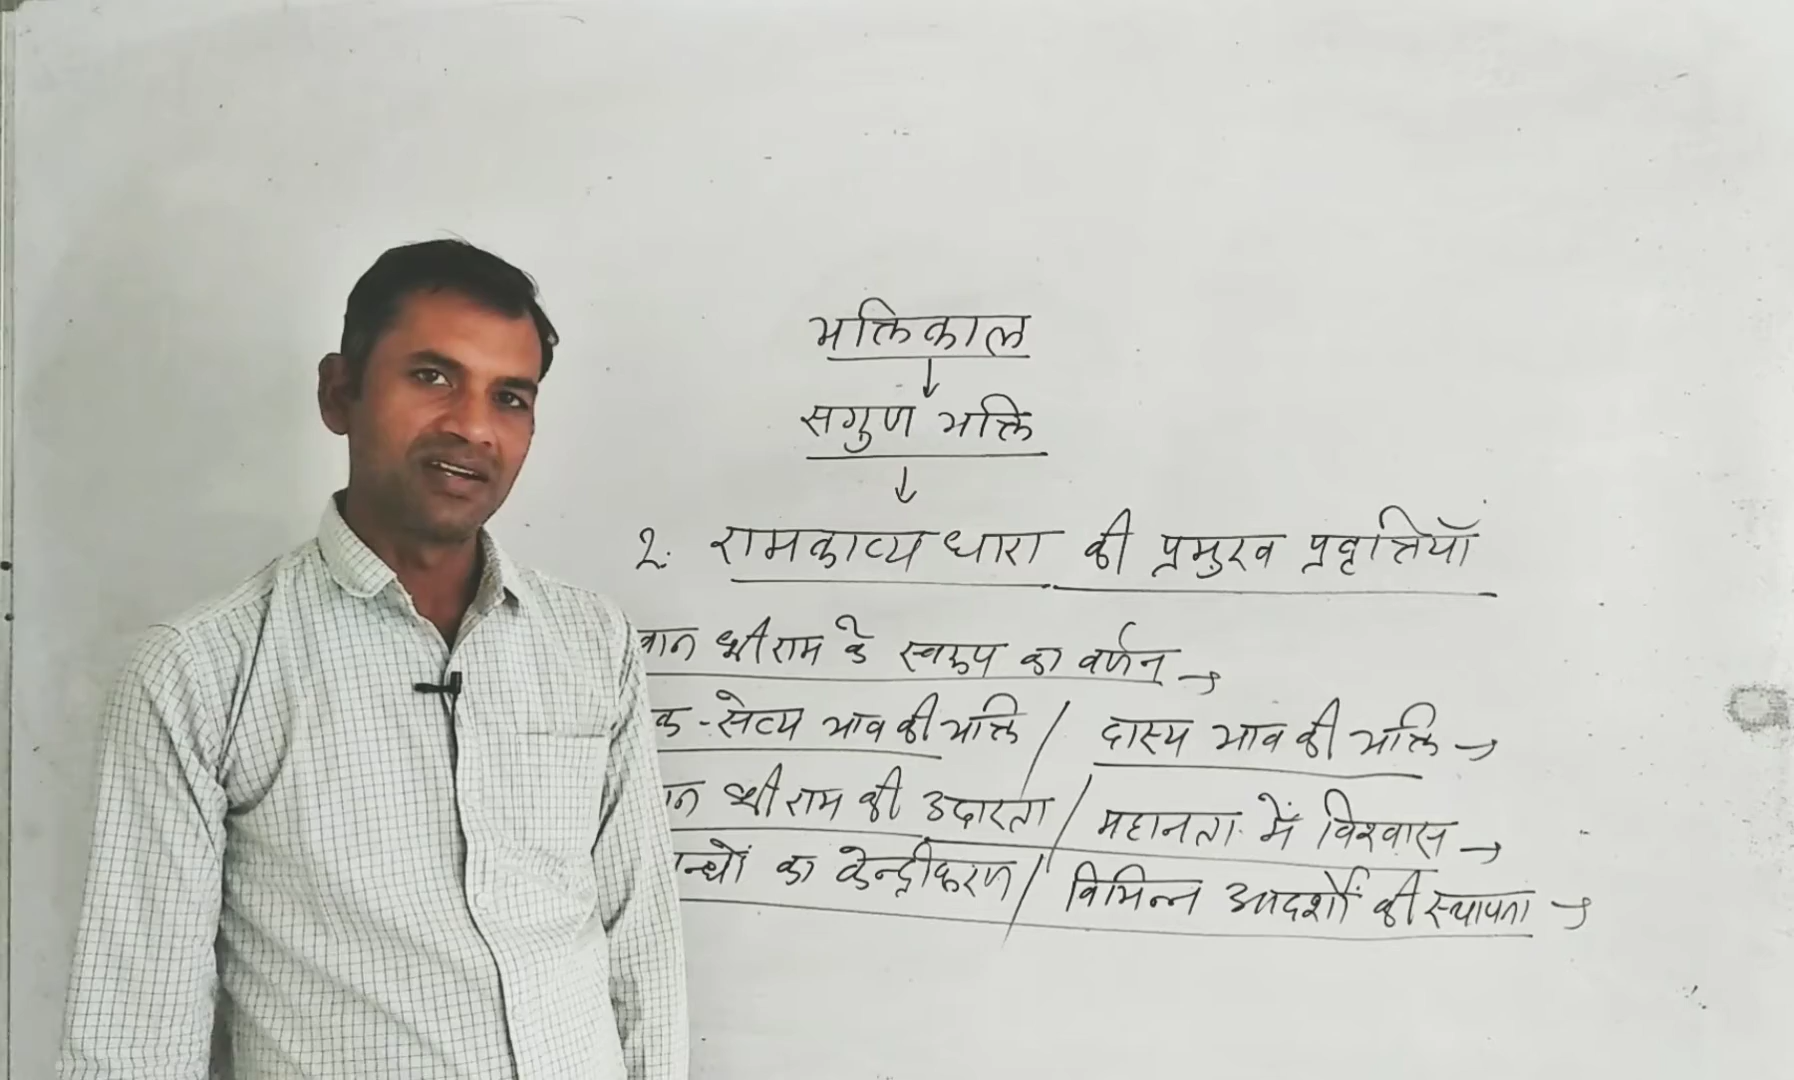 भक्तिकाल
↓
सगुण भक्ति
↓
2. रामकाव्य धारा की प्रमुख प्रवृत्तियाँ
वान श्रीराम के स्वरूप का वर्णन →
क - सेव्य भाव की भक्ति / दास्य भाव की भक्ति →
ान श्रीराम की उदारता / महानता में विश्वास →
न्धों का केन्द्रीकरण / विभिन्न आदर्शों की स्थापना →